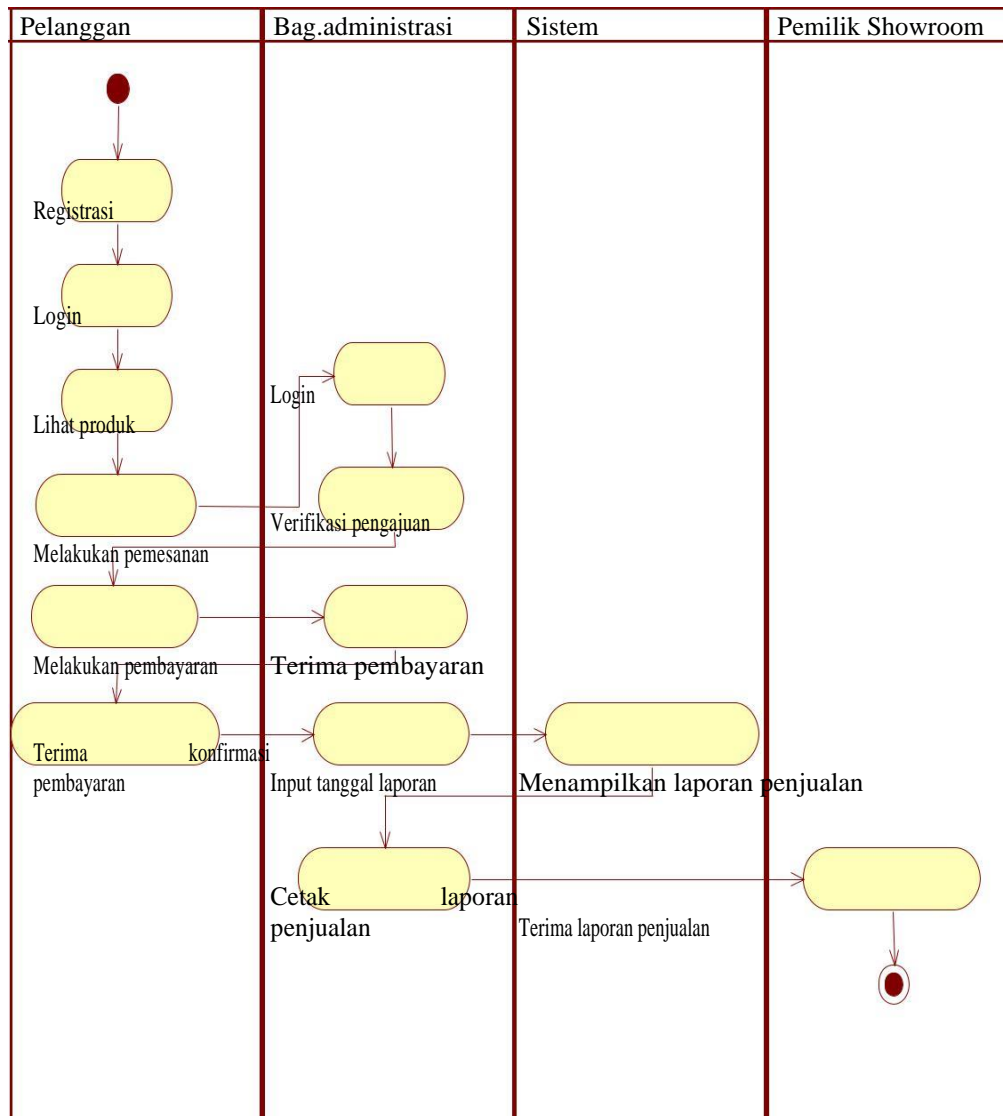 Pelanggan
Bag.administrasi
Sistem
Pemilik Showroom
Registrasi
Login
Lihat produk
Login
Melakukan pemesanan
Verifikasi pengajuan
Melakukan pembayaran
Terima pembayaran
Terima konfirmasi
pembayaran
Input tanggal laporan
Menampilkan laporan penjualan
Cetak laporan
penjualan
Terima laporan penjualan